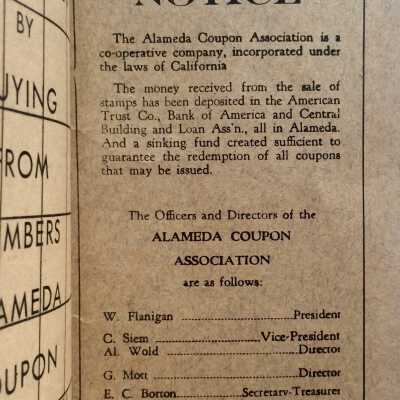 BY
UYING
FROM
MBERS
AMEDA
OUPON
NOTICE
The Alameda Coupon Association is a
co-operative company, incorporated under
the laws of California
The money received from the sale of
stamps has been deposited in the American
Trust Co., Bank of America and Central
Building and Loan Ass'n., all in Alameda.
And a sinking fund created sufficient to
guarantee the redemption of all coupons
that may be issued.
The Officers and Directors of the
ALAMEDA COUPON
ASSOCIATION
are as follows:
W. Flanigan ........................President
C. Siem ........................Vice-President
Al. Wold ........................Director
G. Mott ........................Director
E. C. Borton............Secretary-Treasurer